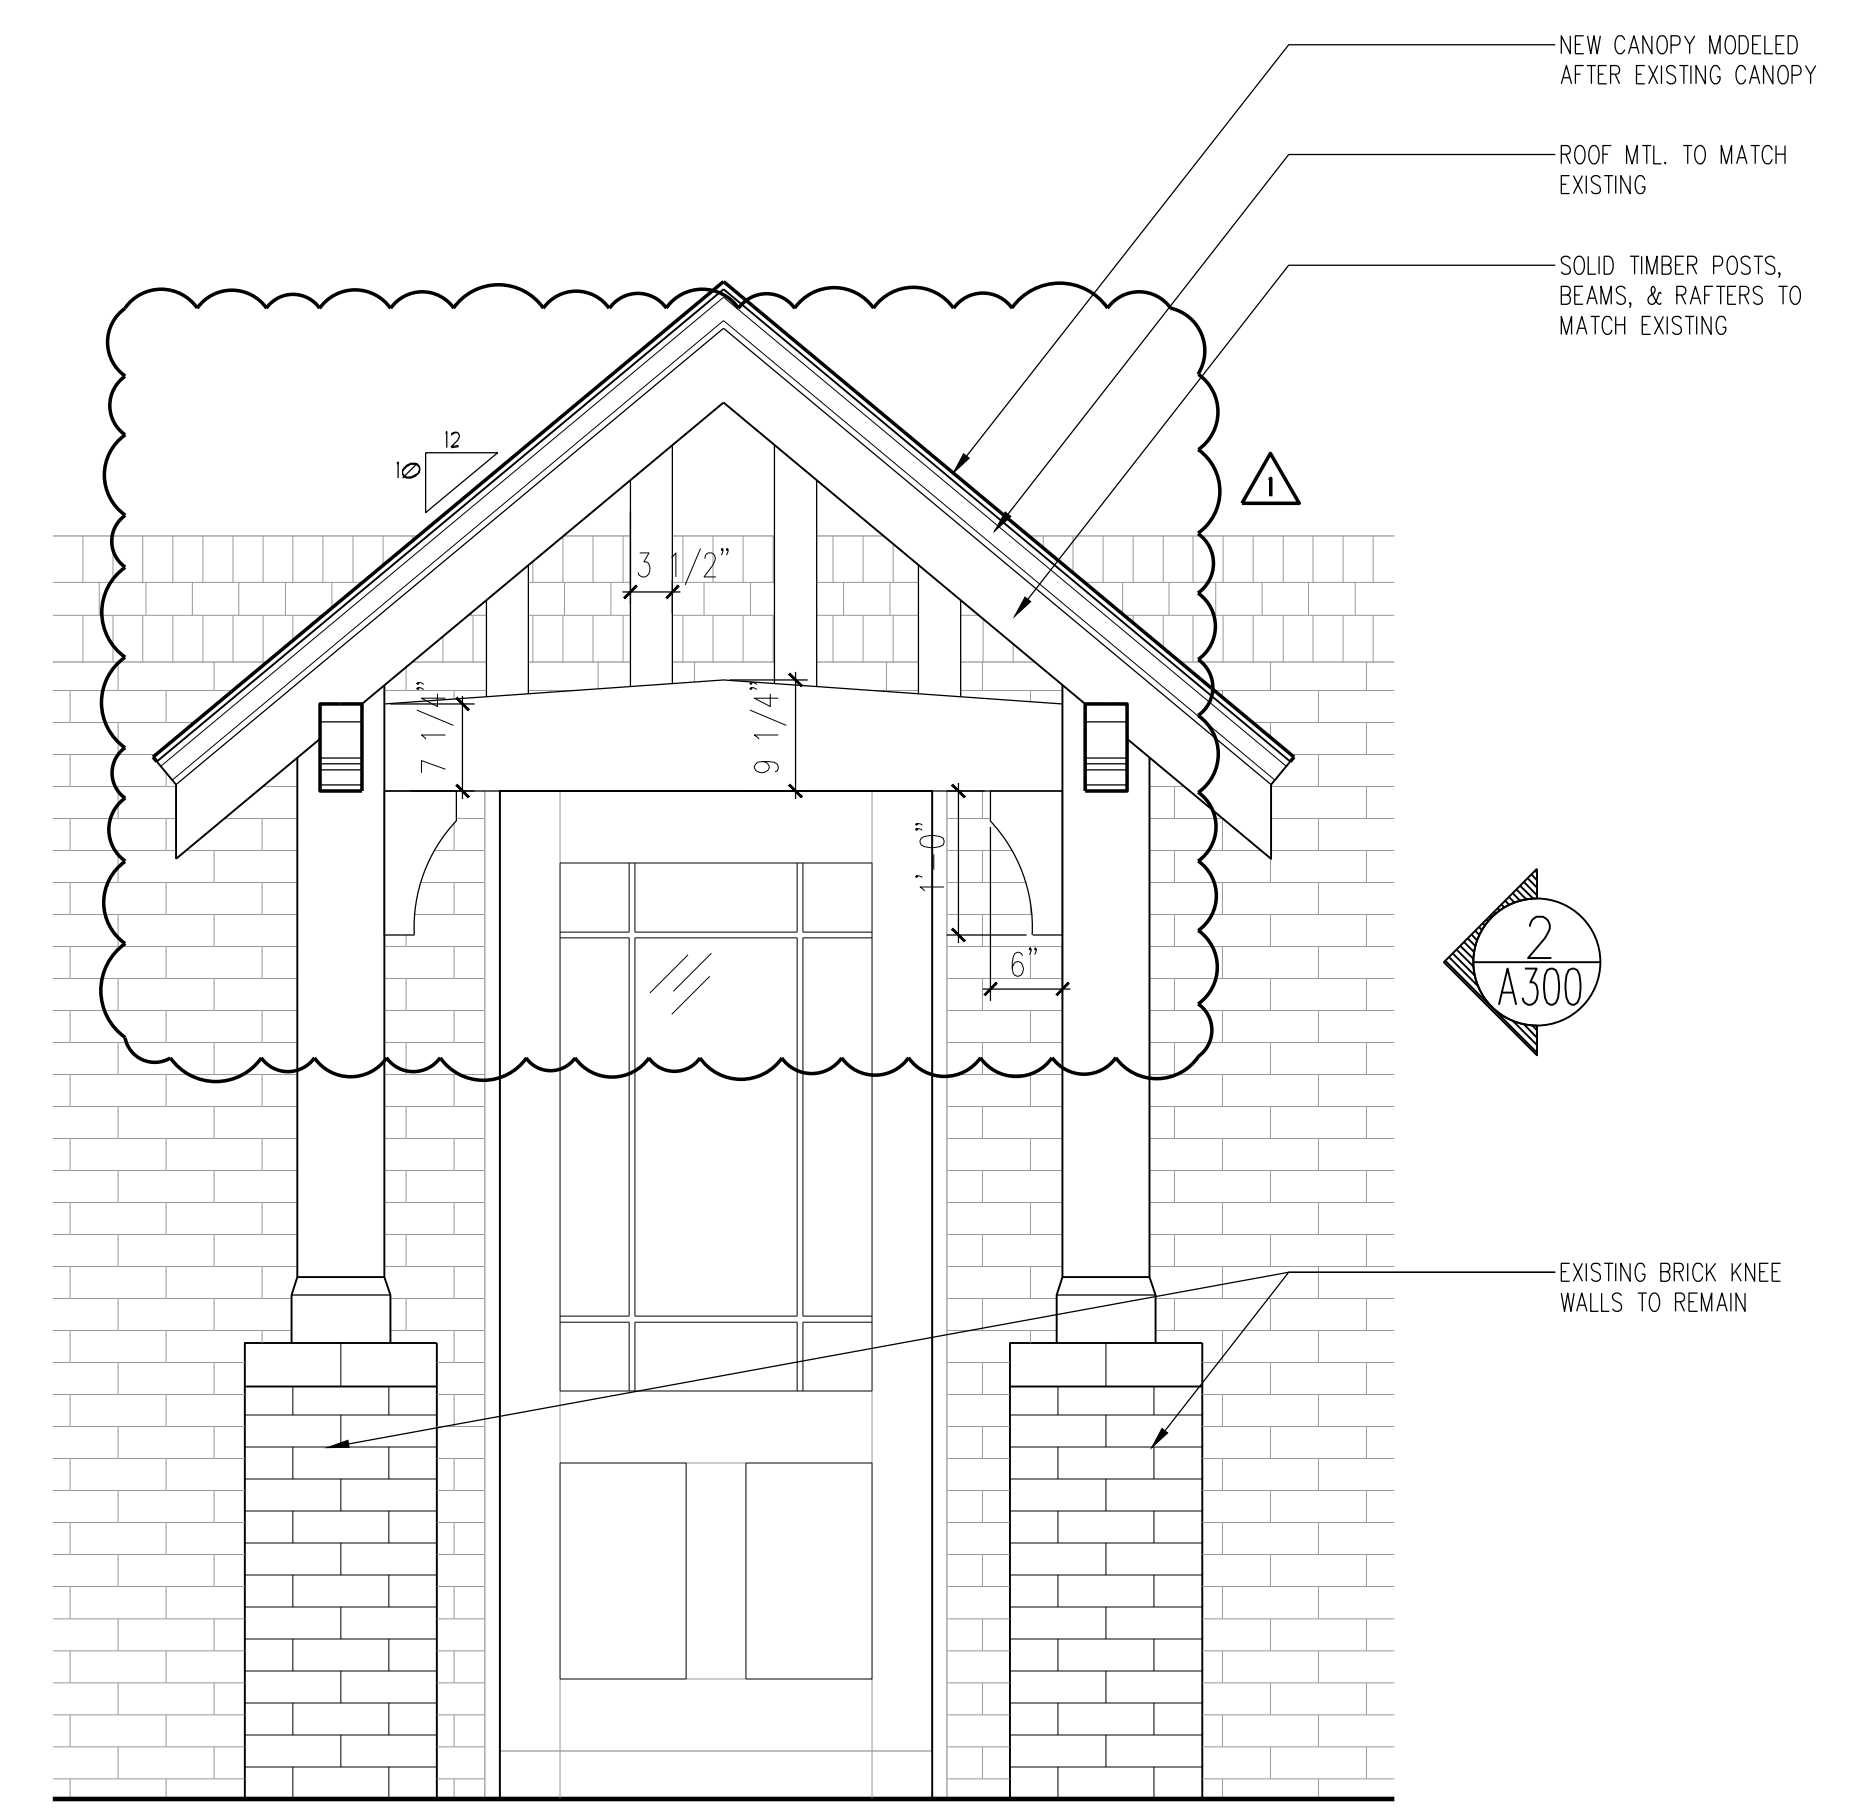 NEW CANOPY MODELED
AFTER EXISTING CANOPY
ROOF MTL. TO MATCH
EXISTING
SOLID TIMBER POSTS,
BEAMS, & RAFTERS TO
MATCH EXISTING
12
10
1
3 1/2"
7 1/4"
9 1/4"
1'-0"
6"
2
A300
EXISTING BRICK KNEE
WALLS TO REMAIN